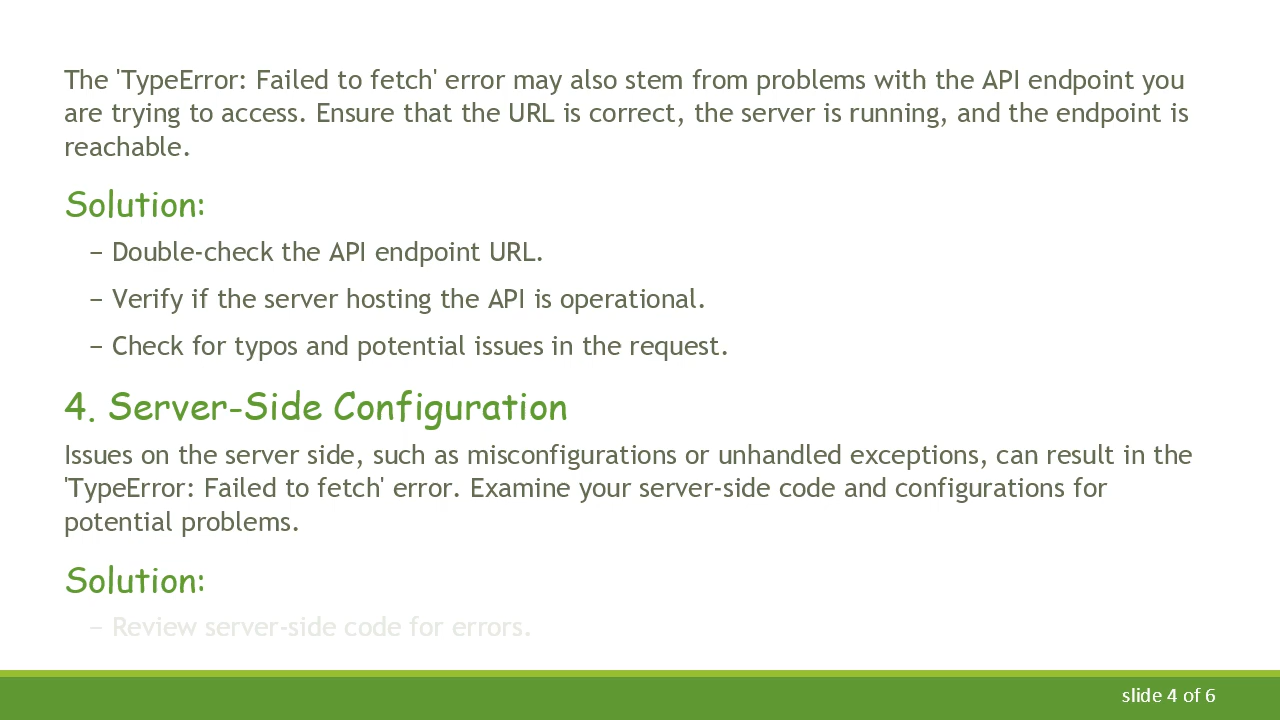 The 'TypeError: Failed to fetch' error may also stem from problems with the API endpoint you
are trying to access. Ensure that the URL is correct, the server is running, and the endpoint is
reachable.
Solution:
– Double-check the API endpoint URL.
– Verify if the server hosting the API is operational.
– Check for typos and potential issues in the request.
4. Server-Side Configuration
Issues on the server side, such as misconfigurations or unhandled exceptions, can result in the
'TypeError: Failed to fetch' error. Examine your server-side code and configurations for
potential problems.
Solution:
– Review server-side code for errors.
slide 4 of 6